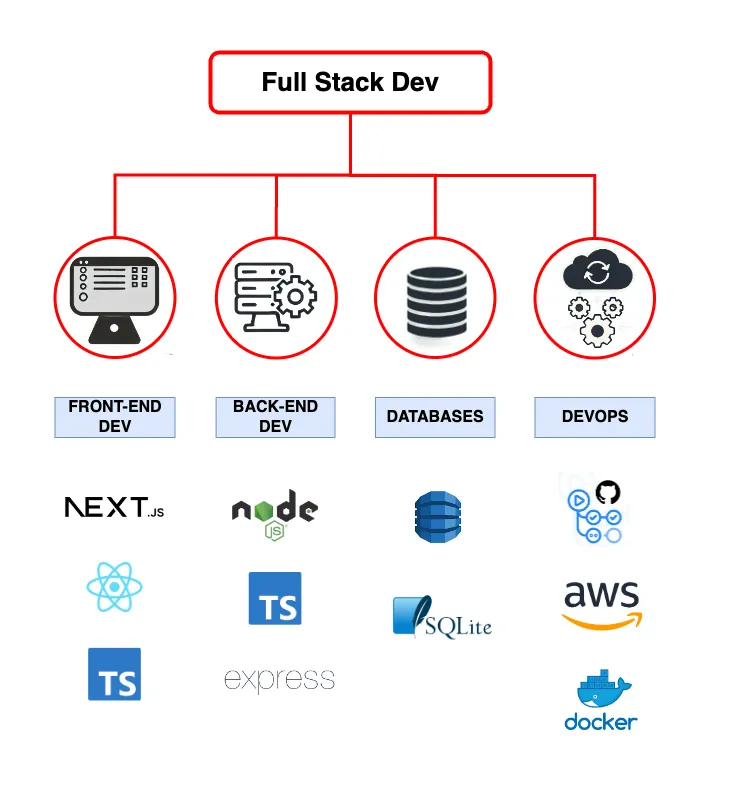 Full Stack Dev
FRONT-END
DEV
BACK-END
DEV
DATABASES
DEVOPS
NEXT.JS
node
JS
TS
SQLite
aws
TS
express
docker